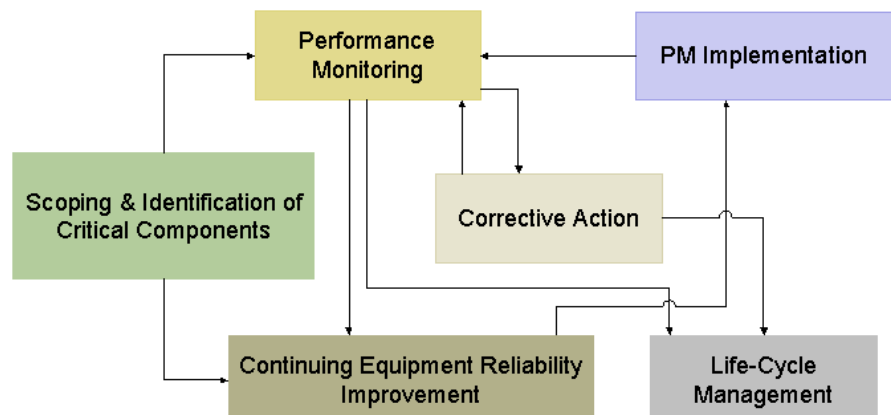 Performance
Monitoring
PM Implementation
Scoping & Identification of
Critical Components
Corrective Action
Continuing Equipment Reliability
Improvement
Life-Cycle
Management